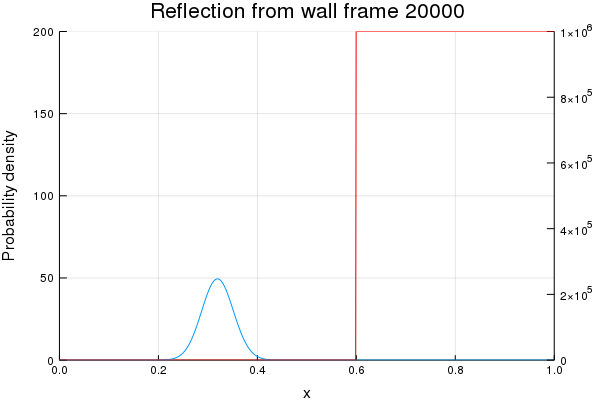 Reflection from wall frame 20000
Probability density
200
150
100
50
0
1×10⁶
8×10⁵
6×10⁵
4×10⁵
2×10⁵
0
0.0 0.2 0.4 0.6 0.8 1.0
x